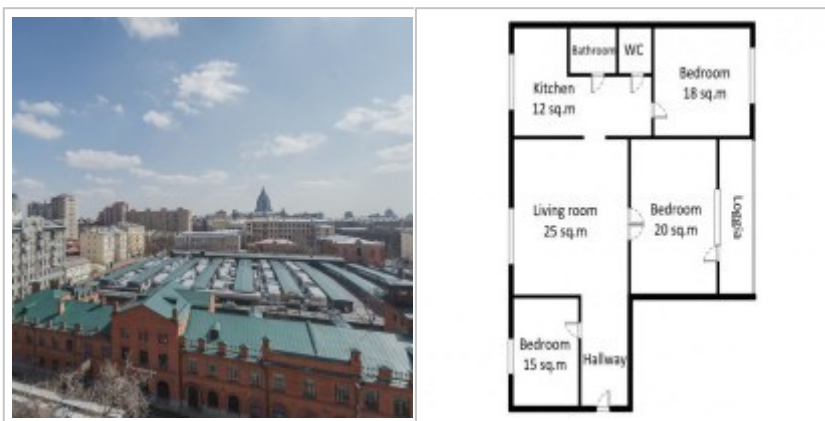 Bathroom
WC
Bedroom
18 sq.m
Kitchen
12 sq.m
Living room
25 sq.m
Bedroom
20 sq.m
Loggia
Bedroom
15 sq.m
Hallway